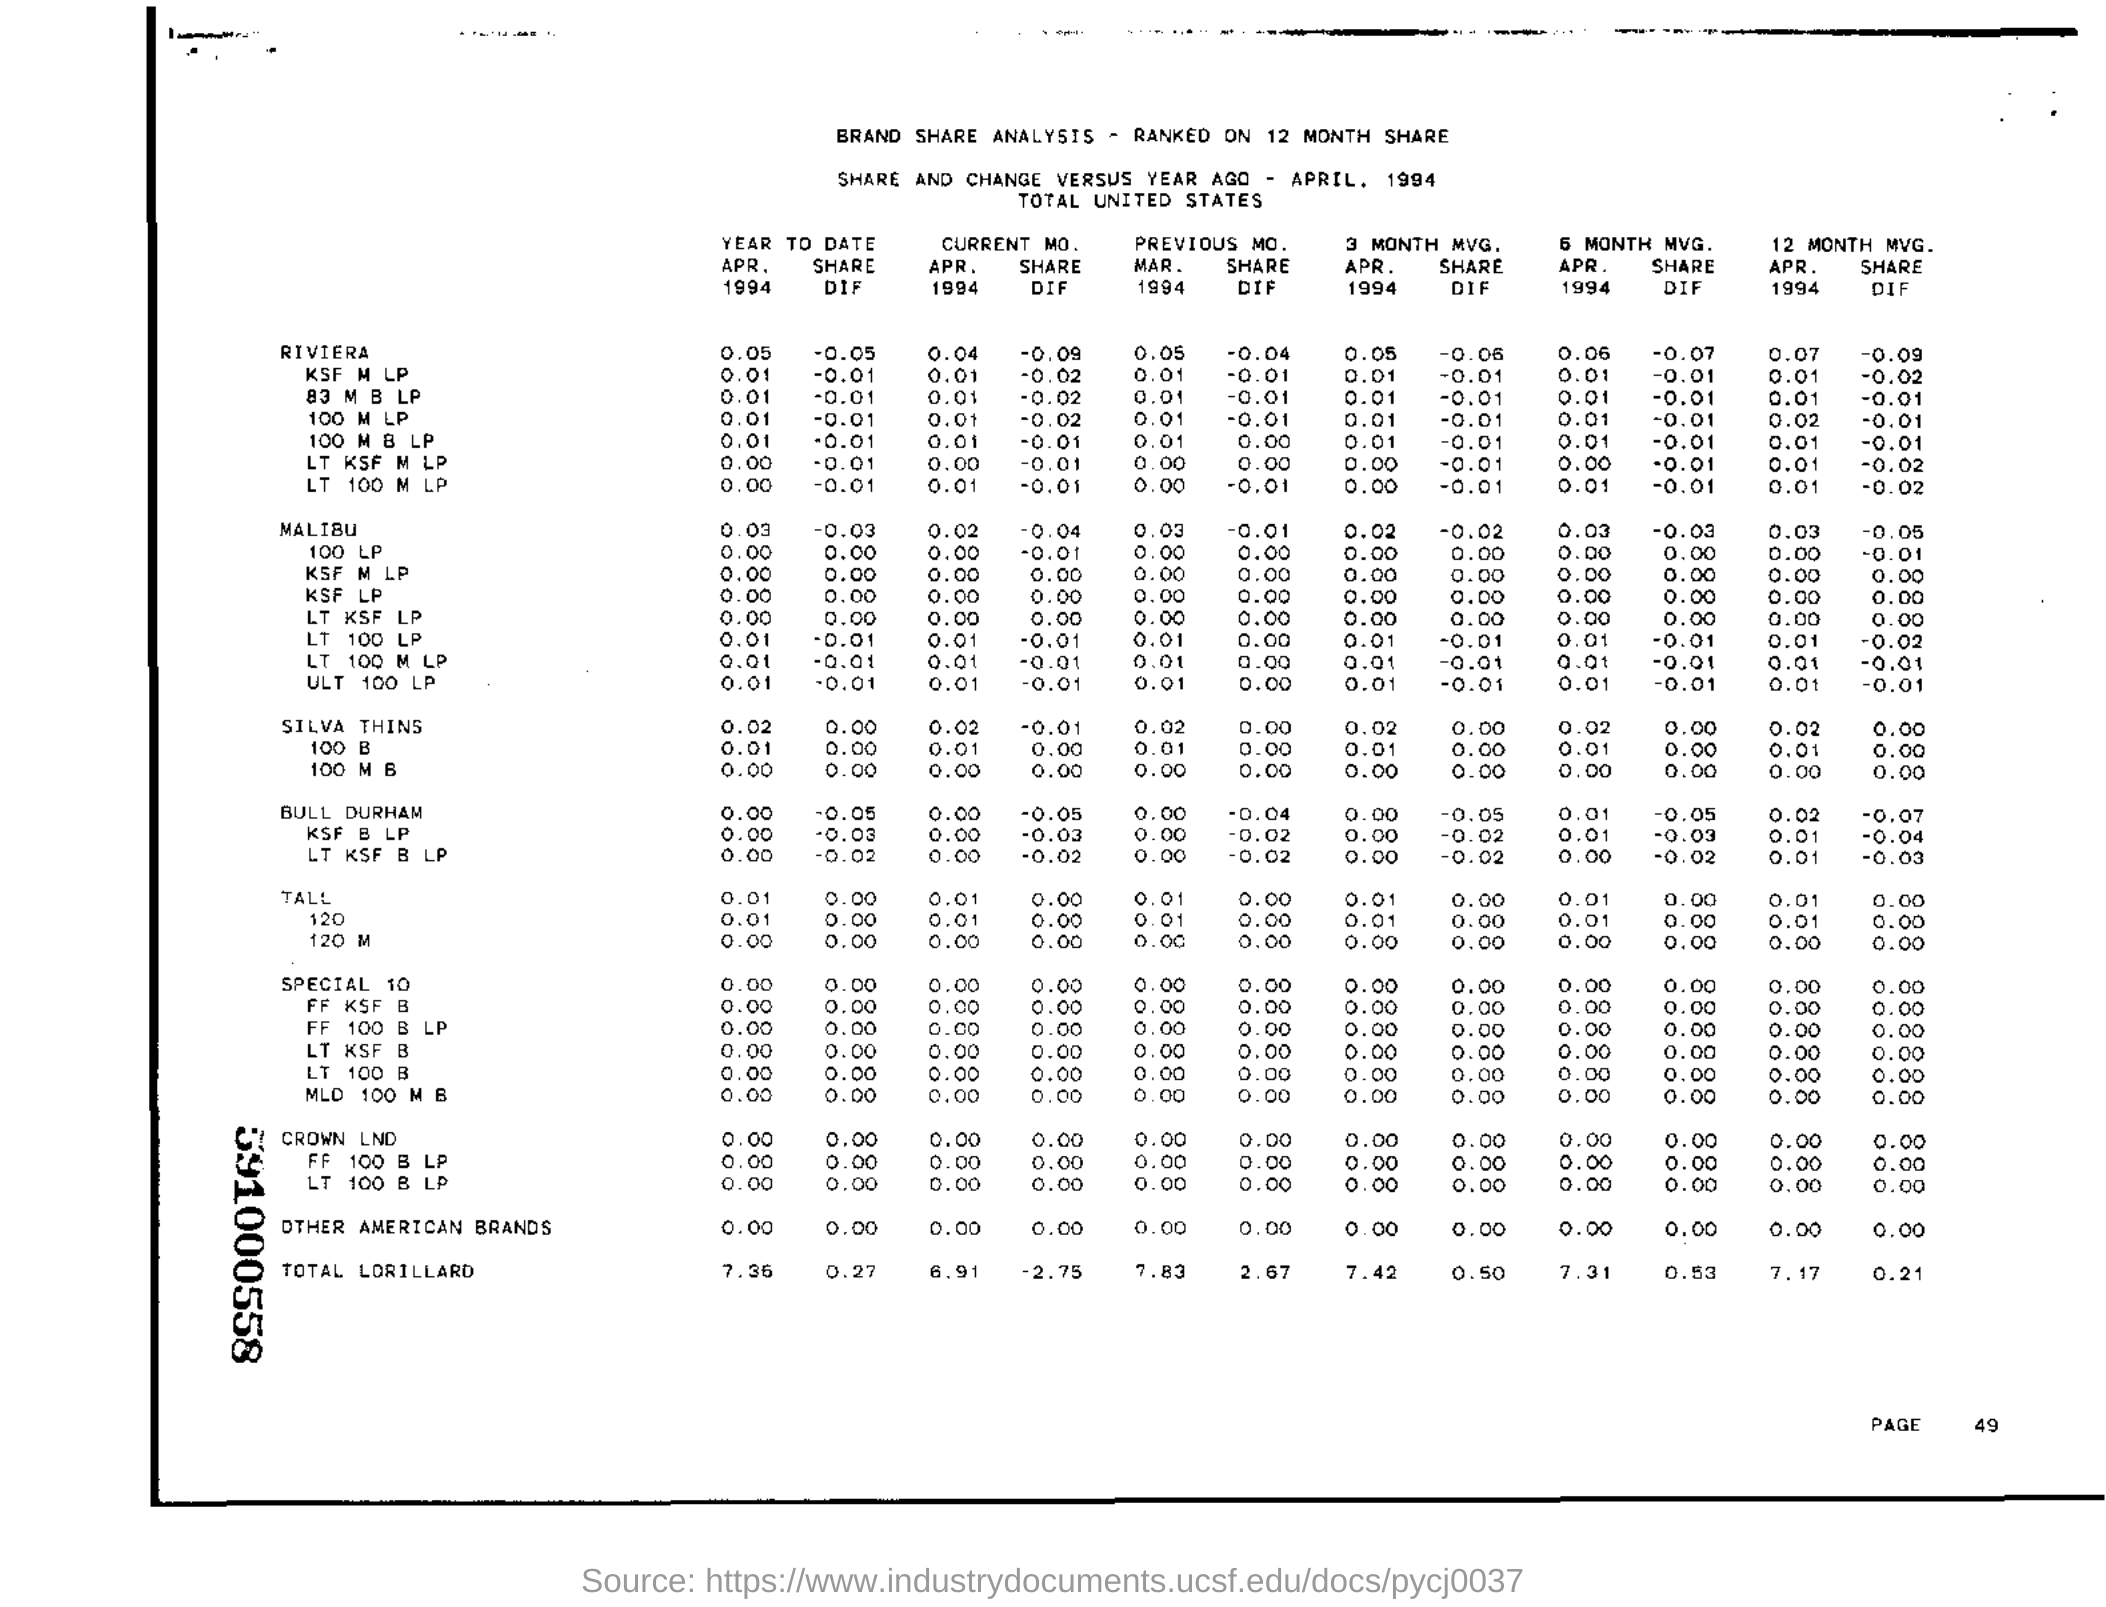 BRAND SHARE ANALYSIS - RANKED ON 12 MONTH SHARE
SHARE AND CHANGE VERSUS YEAR AGO - APRIL, 1994
TOTAL UNITED STATES
YEAR TO DATE CURRENT MO. PREVIOUS MO. 3 MONTH MVG. 6 MONTH MVG. 12 MONTH MVG.
APR. SHARE APR. SHARE MAR. SHARE APR. SHARE APR. SHARE APR. SHARE
1994 DIF 1994 DIF 1994 DIF 1994 DIF 1994 DIF 1994 DIF
RIVIERA 0.05 -0.05 0.04 -0.09 0.05 -0.04 0.05 -0.06 0.06 -0.07 0.07 -0.09
KSF M LP 0.01 -0.01 0.01 -0.02 0.01 -0.01 0.01 -0.01 0.01 -0.01 0.01 -0.02
83 M B LP 0.01 -0.01 0.01 -0.02 0.01 -0.01 0.01 -0.01 0.01 -0.01 0.01 -0.01
100 M LP 0.01 -0.01 0.01 -0.02 0.01 -0.01 0.01 -0.01 0.01 -0.01 0.02 -0.01
100 M B LP 0.01 -0.01 0.01 -0.01 0.01 0.00 0.01 -0.01 0.01 -0.01 0.01 -0.01
LT KSF M LP 0.00 -0.01 0.00 -0.01 0.00 0.00 0.00 -0.01 0.00 -0.01 0.01 -0.02
LT 100 M LP 0.00 -0.01 0.01 -0.01 0.00 -0.01 0.00 -0.01 0.01 -0.01 0.01 -0.02
MALIBU 0.03 -0.03 0.02 -0.04 0.03 -0.01 0.02 -0.02 0.03 -0.03 0.03 -0.05
100 LP 0.00 0.00 0.00 -0.01 0.00 0.00 0.00 0.00 0.00 0.00 0.00 -0.01
KSF M LP 0.00 0.00 0.00 0.00 0.00 0.00 0.00 0.00 0.00 0.00 0.00 0.00
KSF LP 0.00 0.00 0.00 0.00 0.00 0.00 0.00 0.00 0.00 0.00 0.00 0.00
LT KSF LP 0.00 0.00 0.00 0.00 0.00 0.00 0.00 0.00 0.00 0.00 0.00 0.00
LT 100 LP 0.01 -0.01 0.01 -0.01 0.01 0.00 0.01 -0.01 0.01 -0.01 0.01 -0.02
LT 100 M LP 0.01 -0.01 0.01 -0.01 0.01 0.00 0.01 -0.01 0.01 -0.01 0.01 -0.01
ULT 100 LP 0.01 -0.01 0.01 -0.01 0.01 0.00 0.01 -0.01 0.01 -0.01 0.01 -0.01
SILVA THINS 0.02 0.00 0.02 -0.01 0.02 0.00 0.02 0.00 0.02 0.00 0.02 0.00
100 B 0.01 0.00 0.01 0.00 0.01 0.00 0.01 0.00 0.01 0.00 0.01 0.00
100 M B 0.00 0.00 0.00 0.00 0.00 0.00 0.00 0.00 0.00 0.00 0.00 0.00
BULL DURHAM 0.00 -0.05 0.00 -0.05 0.00 -0.04 0.00 -0.05 0.01 -0.05 0.02 -0.07
KSF B LP 0.00 -0.03 0.00 -0.03 0.00 -0.02 0.00 -0.02 0.01 -0.03 0.01 -0.04
LT KSF B LP 0.00 -0.02 0.00 -0.02 0.00 -0.02 0.00 -0.02 0.00 -0.02 0.01 -0.03
TALL 0.01 0.00 0.01 0.00 0.01 0.00 0.01 0.00 0.01 0.00 0.01 0.00
120 0.01 0.00 0.01 0.00 0.01 0.00 0.01 0.00 0.01 0.00 0.01 0.00
120 M 0.00 0.00 0.00 0.00 0.00 0.00 0.00 0.00 0.00 0.00 0.00 0.00
SPECIAL 10 0.00 0.00 0.00 0.00 0.00 0.00 0.00 0.00 0.00 0.00 0.00 0.00
FF KSF B 0.00 0.00 0.00 0.00 0.00 0.00 0.00 0.00 0.00 0.00 0.00 0.00
FF 100 B LP 0.00 0.00 0.00 0.00 0.00 0.00 0.00 0.00 0.00 0.00 0.00 0.00
LT KSF B 0.00 0.00 0.00 0.00 0.00 0.00 0.00 0.00 0.00 0.00 0.00 0.00
LT 100 B 0.00 0.00 0.00 0.00 0.00 0.00 0.00 0.00 0.00 0.00 0.00 0.00
MLD 100 M B 0.00 0.00 0.00 0.00 0.00 0.00 0.00 0.00 0.00 0.00 0.00 0.00
CROWN LND 0.00 0.00 0.00 0.00 0.00 0.00 0.00 0.00 0.00 0.00 0.00 0.00
FF 100 B LP 0.00 0.00 0.00 0.00 0.00 0.00 0.00 0.00 0.00 0.00 0.00 0.00
LT 100 B LP 0.00 0.00 0.00 0.00 0.00 0.00 0.00 0.00 0.00 0.00 0.00 0.00
OTHER AMERICAN BRANDS 0.00 0.00 0.00 0.00 0.00 0.00 0.00 0.00 0.00 0.00 0.00 0.00
TOTAL LORILLARD 7.36 0.27 6.91 -2.75 7.83 2.67 7.42 0.50 7.31 0.53 7.17 0.21
59100558
PAGE 49
Source: https://www.industrydocuments.ucsf.edu/docs/pycj0037